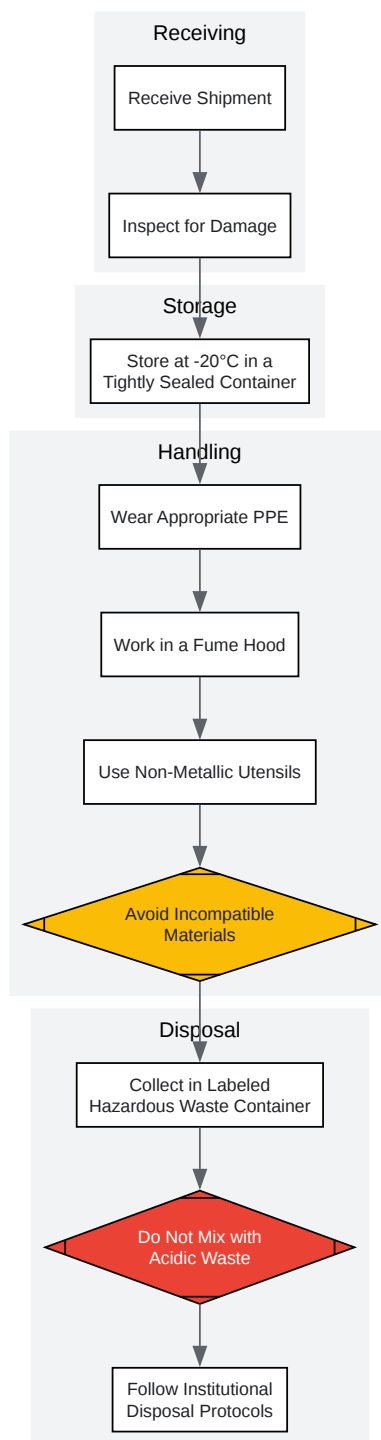 Receiving
Receive Shipment
Inspect for Damage
Storage
Store at -20°C in a
Tightly Sealed Container
Handling
Wear Appropriate PPE
Work in a Fume Hood
Use Non-Metallic Utensils
Avoid Incompatible
Materials
Disposal
Collect in Labeled
Hazardous Waste Container
Do Not Mix with
Acidic Waste
Follow Institutional
Disposal Protocols